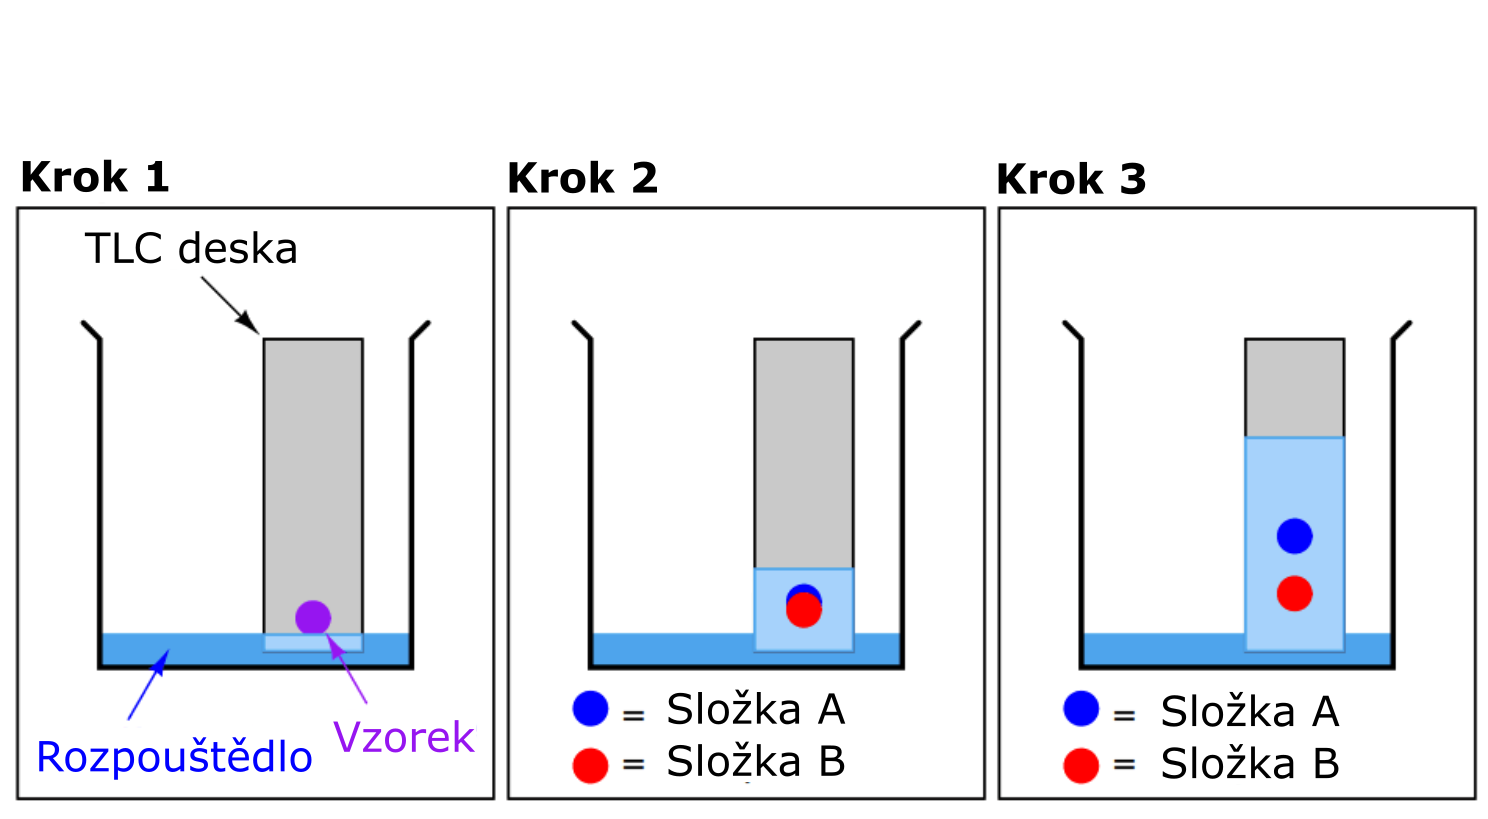 Krok 1
TLC deska
Rozpouštědlo
Vzorek
Krok 2
= Složka A
= Složka B
Krok 3
= Složka A
= Složka B